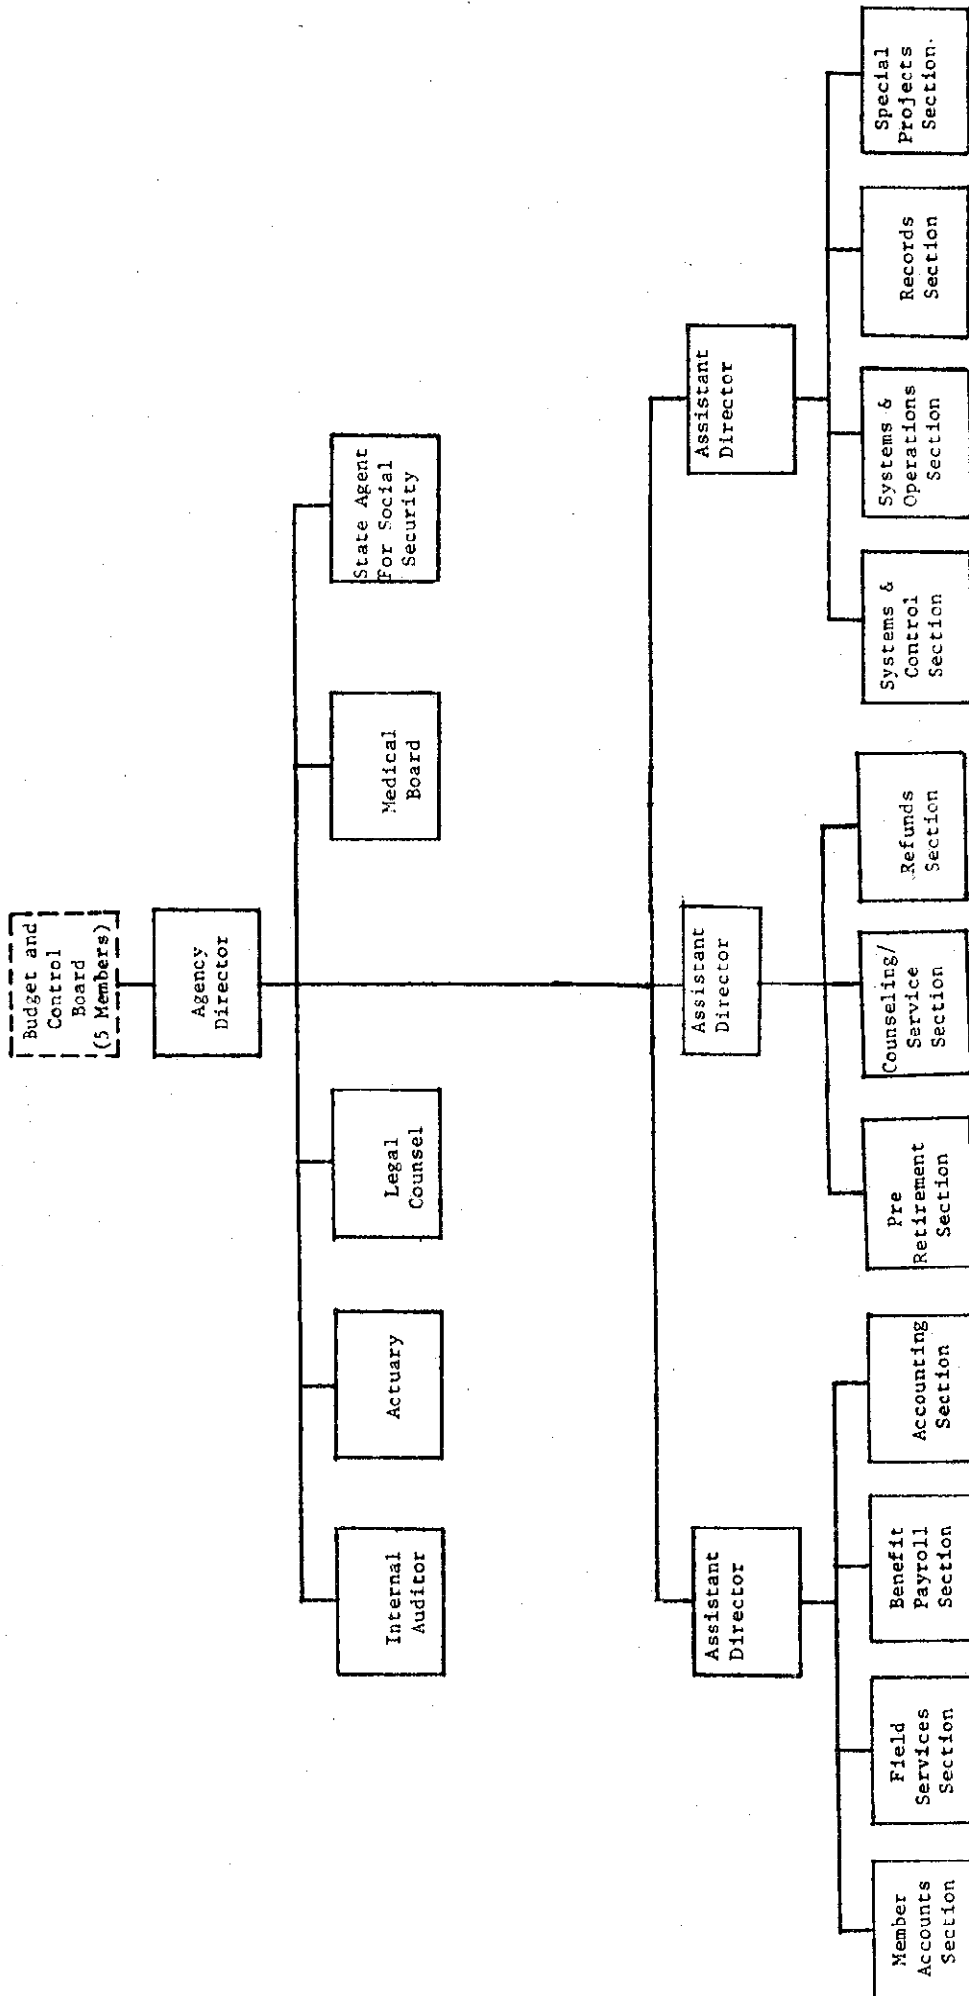 Budget and
Control
Board
(5 Members)
Agency
Director
Internal
Auditor
Actuary
Legal
Counsel
Medical
Board
State Agent
For Social
Security
Assistant
Director
Assistant
Director
Assistant
Director
Member
Accounts
Section
Field
Services
Section
Benefit
Payroll
Section
Accounting
Section
Pre
Retirement
Section
Counseling/
Service
Section
Refunds
Section
Systems &
Control
Section
Systems &
Operations
Section
Records
Section
Special
Projects
Section.